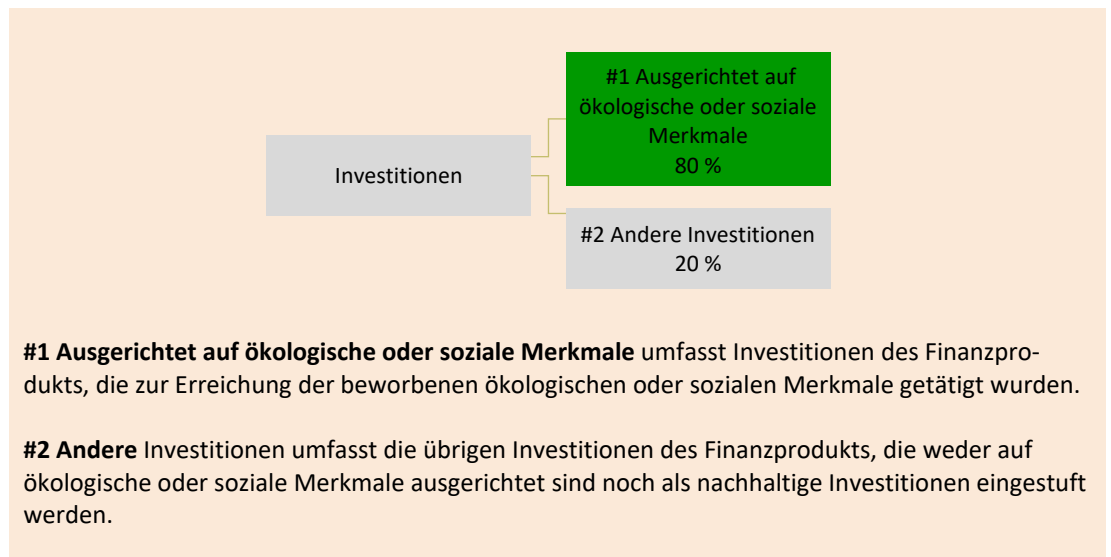 #1 Ausgerichtet auf
ökologische oder soziale
Merkmale
80 %
Investitionen
#2 Andere Investitionen
20 %
#1 Ausgerichtet auf ökologische oder soziale Merkmale umfasst Investitionen des Finanzpro-
dukts, die zur Erreichung der beworbenen ökologischen oder sozialen Merkmale getätigt wurden.
#2 Andere Investitionen umfasst die übrigen Investitionen des Finanzprodukts, die weder auf
ökologische oder soziale Merkmale ausgerichtet sind noch als nachhaltige Investitionen eingestuft
werden.